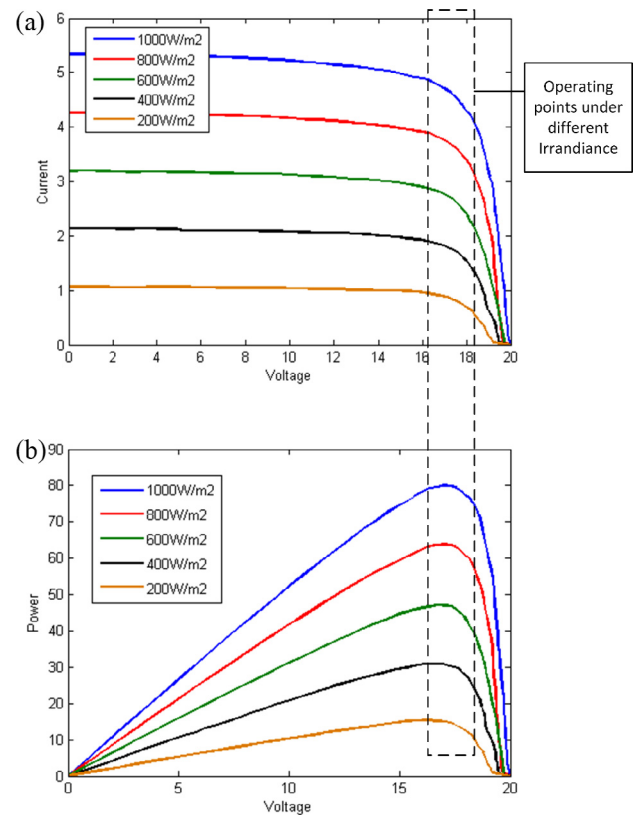 (a)
6
5
4
3
2
1
0
Current
1000W/m2
800W/m2
600W/m2
400W/m2
200W/m2
0 2 4 6 8 10 12 14 16 18 20
Voltage
Operating
points under
different
Irrandiance
(b)
90
80
70
60
50
40
30
20
10
0
Power
1000W/m2
800W/m2
600W/m2
400W/m2
200W/m2
0 5 10 15 20
Voltage